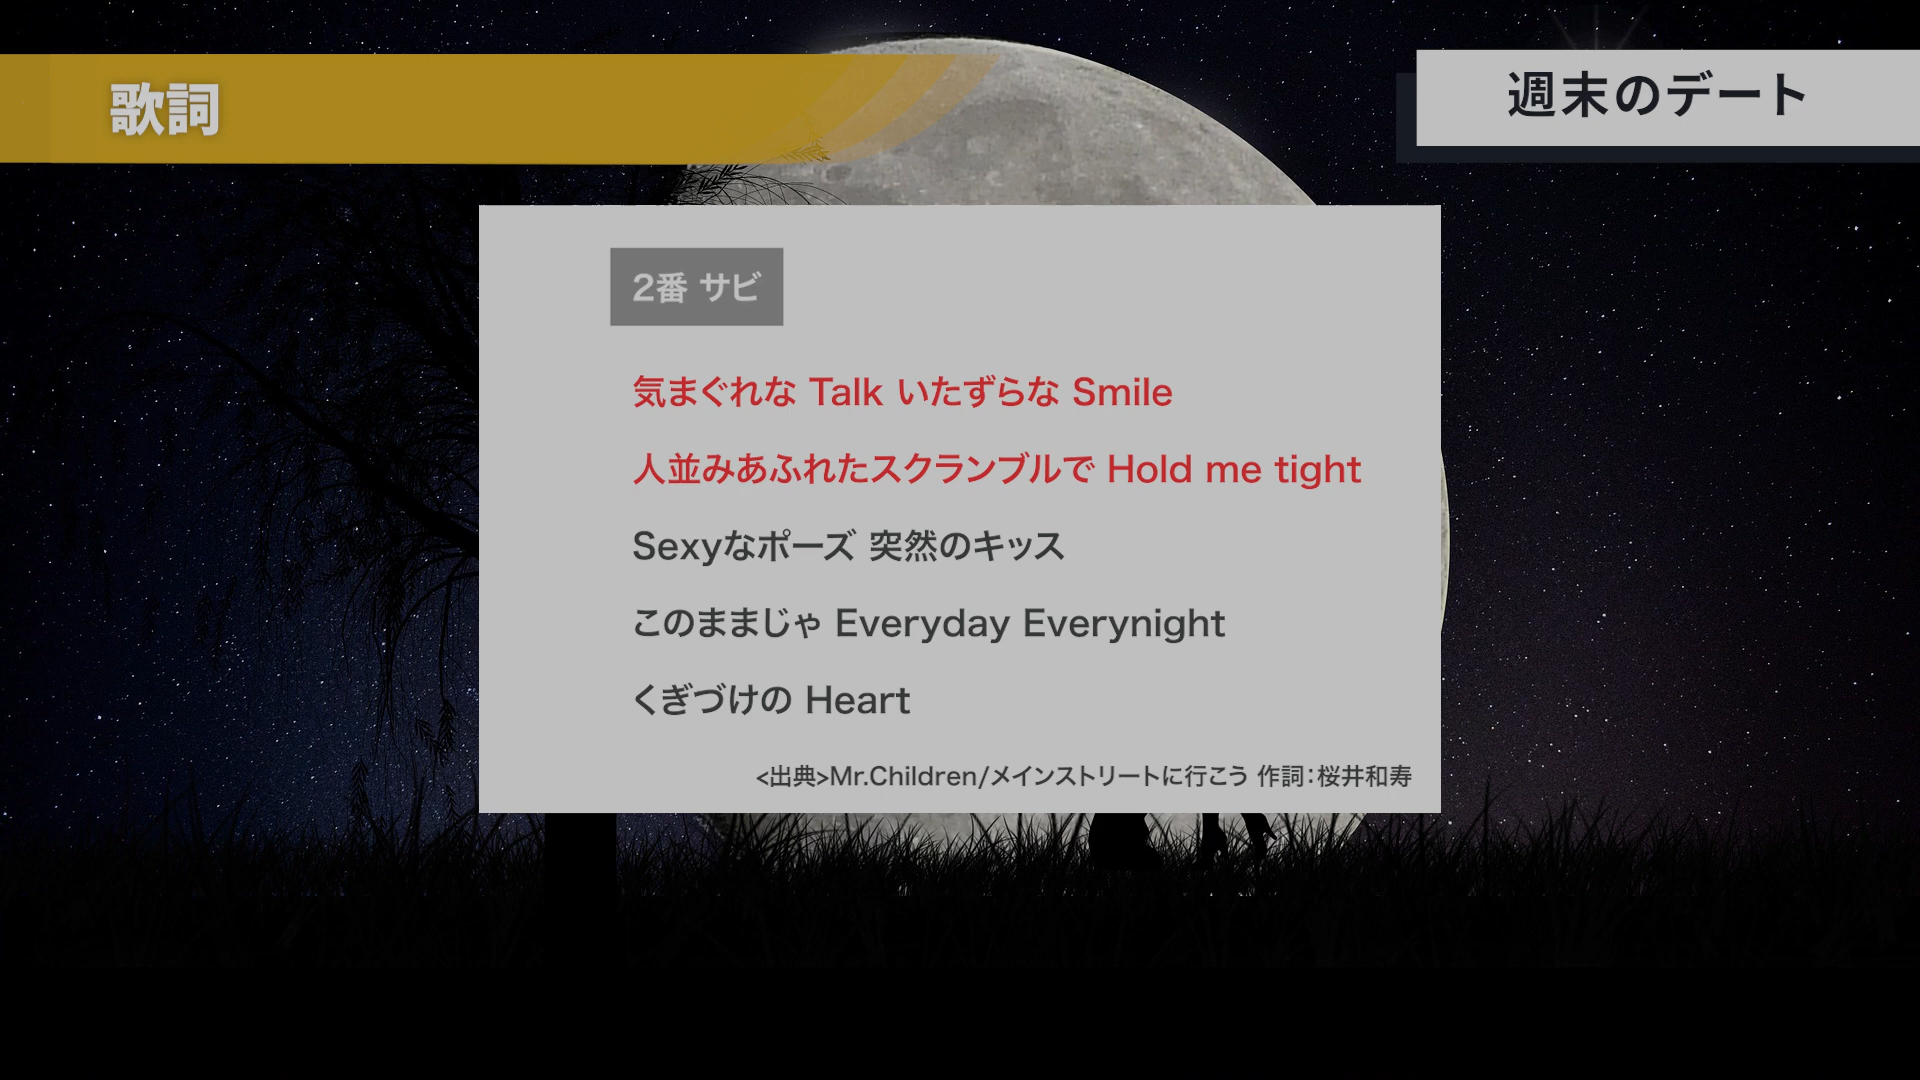 歌詞
週末のデート
2番 サビ
気まぐれな Talk いたずらな Smile
人並みあふれたスクランブルで Hold me tight
Sexyなポーズ 突然のキッス
このままじゃ Everyday Everynight
くぎづけの Heart
<出典>Mr.Children/メインストリートに行こう 作詞：桜井和寿